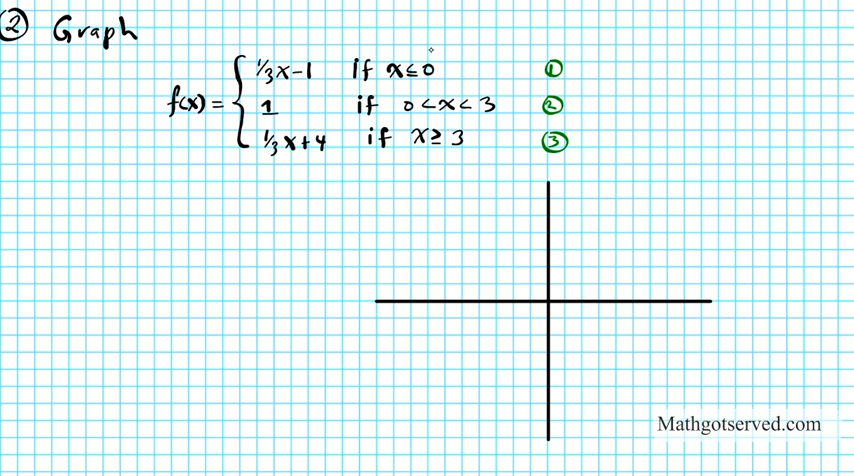 ② Graph
f(x) = { 1/3x-1 if x ≤ 0 ①
1 if 0 < x < 3 ②
1/3x+4 if x ≥ 3 ③
Mathgotserved.com